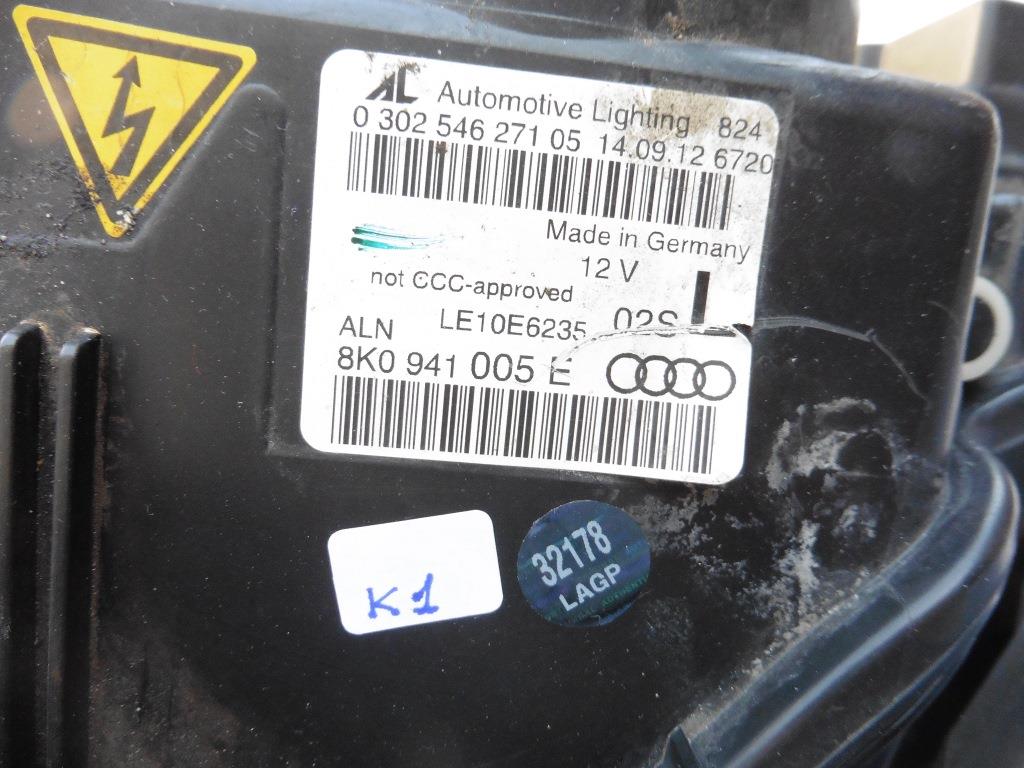 AL Automotive Lighting 824
0 302 546 271 05 14.09.12 6720
Made in Germany
12 V
not CCC-approved
L
ALN LE10E6235 02S
8K0 941 005 E
K1
32178
LAGP